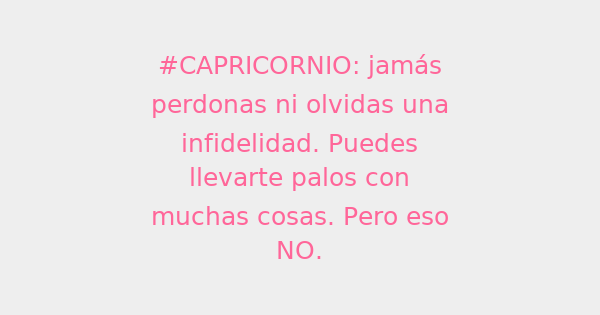 #CAPRICORNIO: jamás
perdonas ni olvidas una
infidelidad. Puedes
llevarte palos con
muchas cosas. Pero eso
NO.